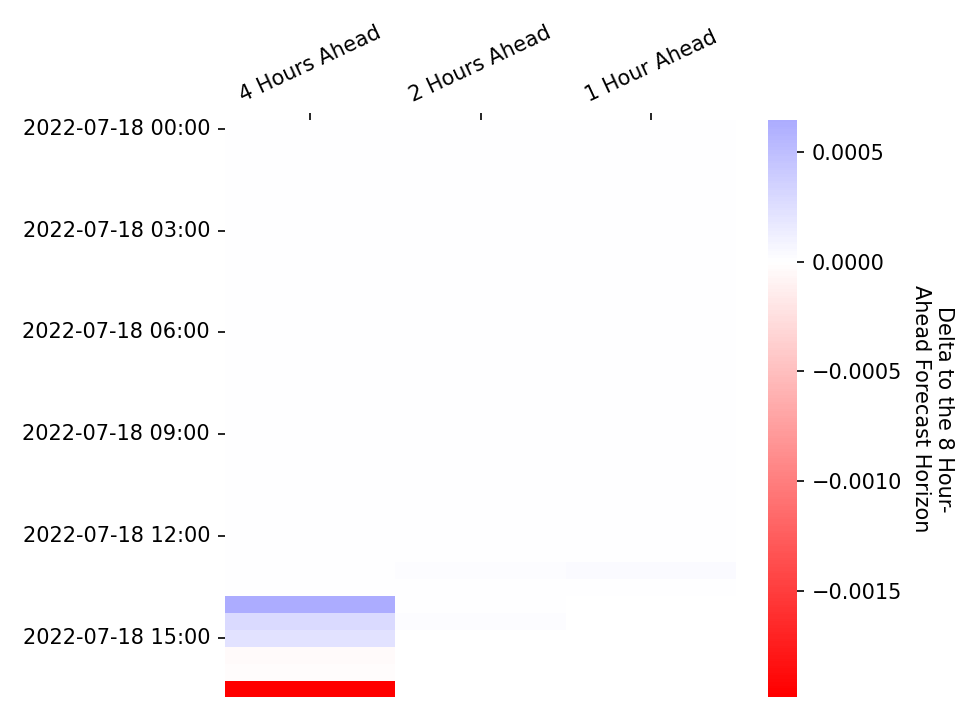 4 Hours Ahead
2 Hours Ahead
1 Hour Ahead
2022-07-18 00:00
2022-07-18 03:00
2022-07-18 06:00
2022-07-18 09:00
2022-07-18 12:00
2022-07-18 15:00
0.0005
0.0000
−0.0005
−0.0010
−0.0015
Delta to the 8 Hour-
Ahead Forecast Horizon